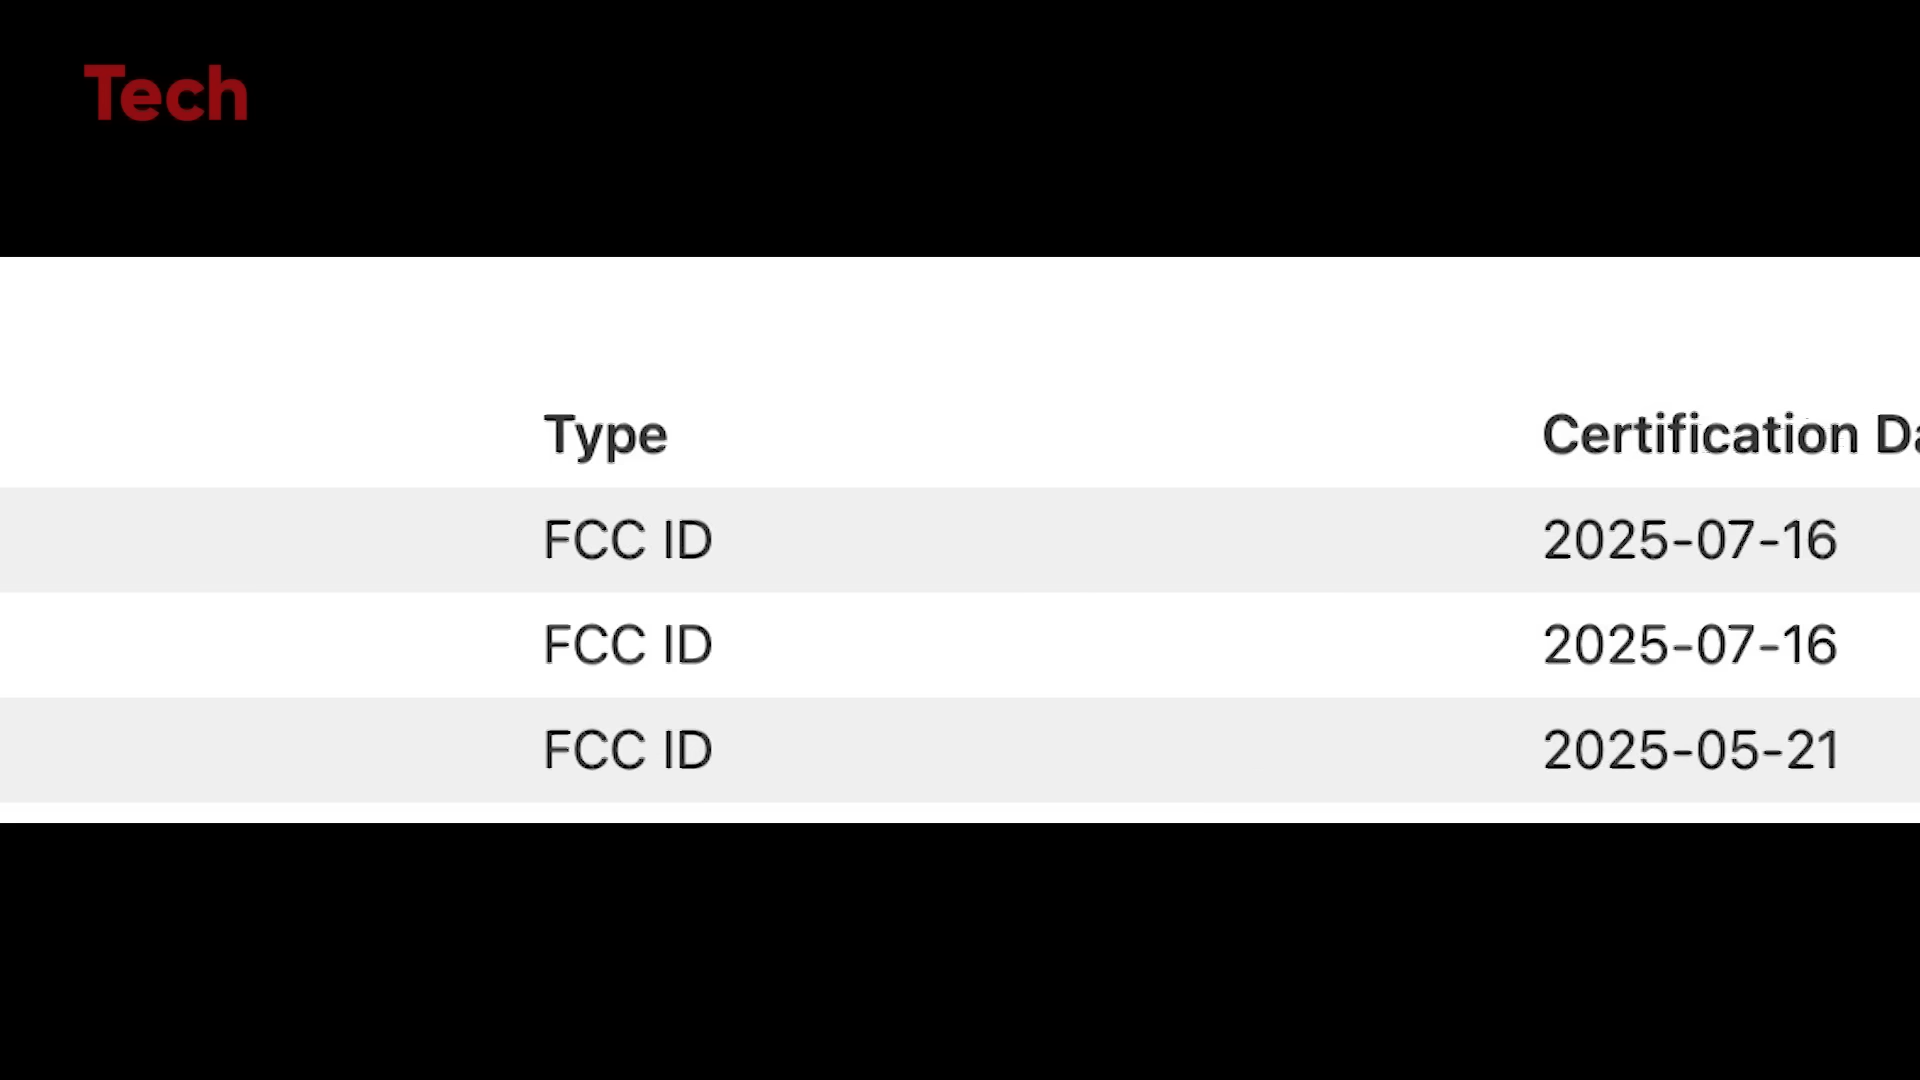 Tech
Type Certification Da
FCC ID 2025-07-16
FCC ID 2025-07-16
FCC ID 2025-05-21